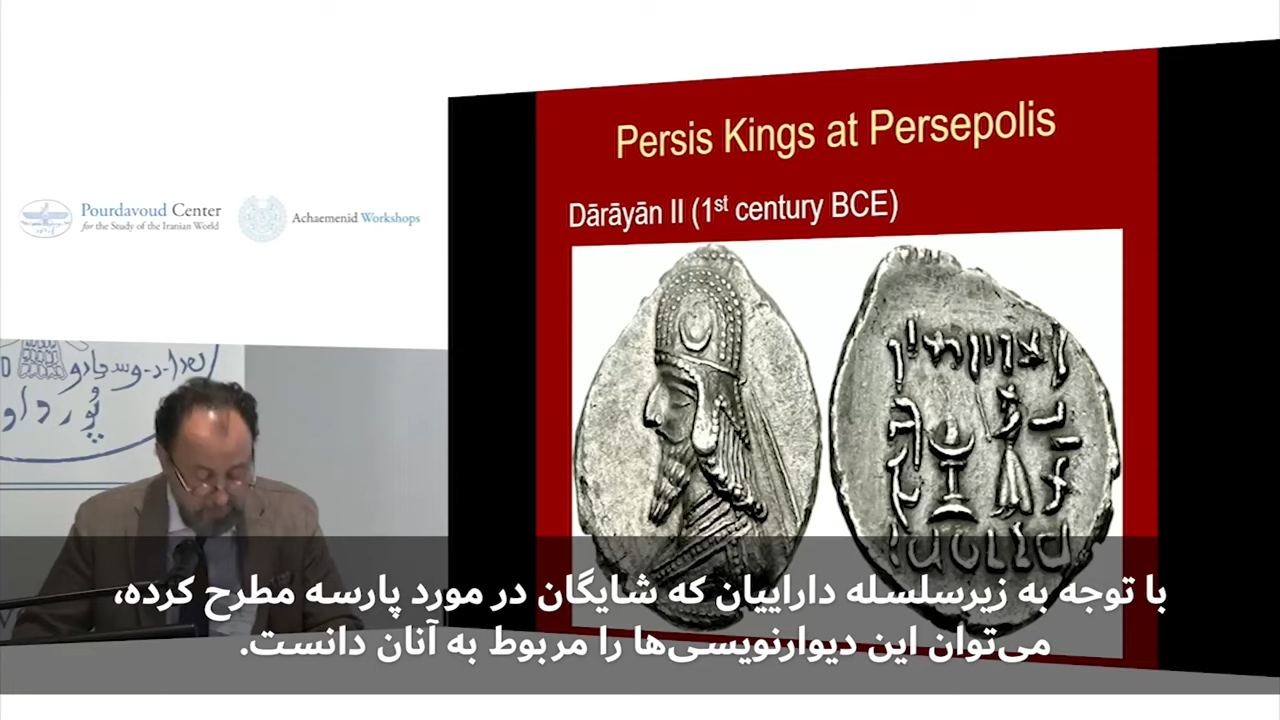 Persis Kings at Persepolis
Dārāyān II (1st century BCE)
Pourdavoud Center
for the Study of the Iranian World
Achaemenid Workshops
با توجه به زیرسلسله داراییان که شایگان در مورد پارسه مطرح کرده،
می‌توان این دیوارنویسی‌ها را مربوط به آنان دانست.